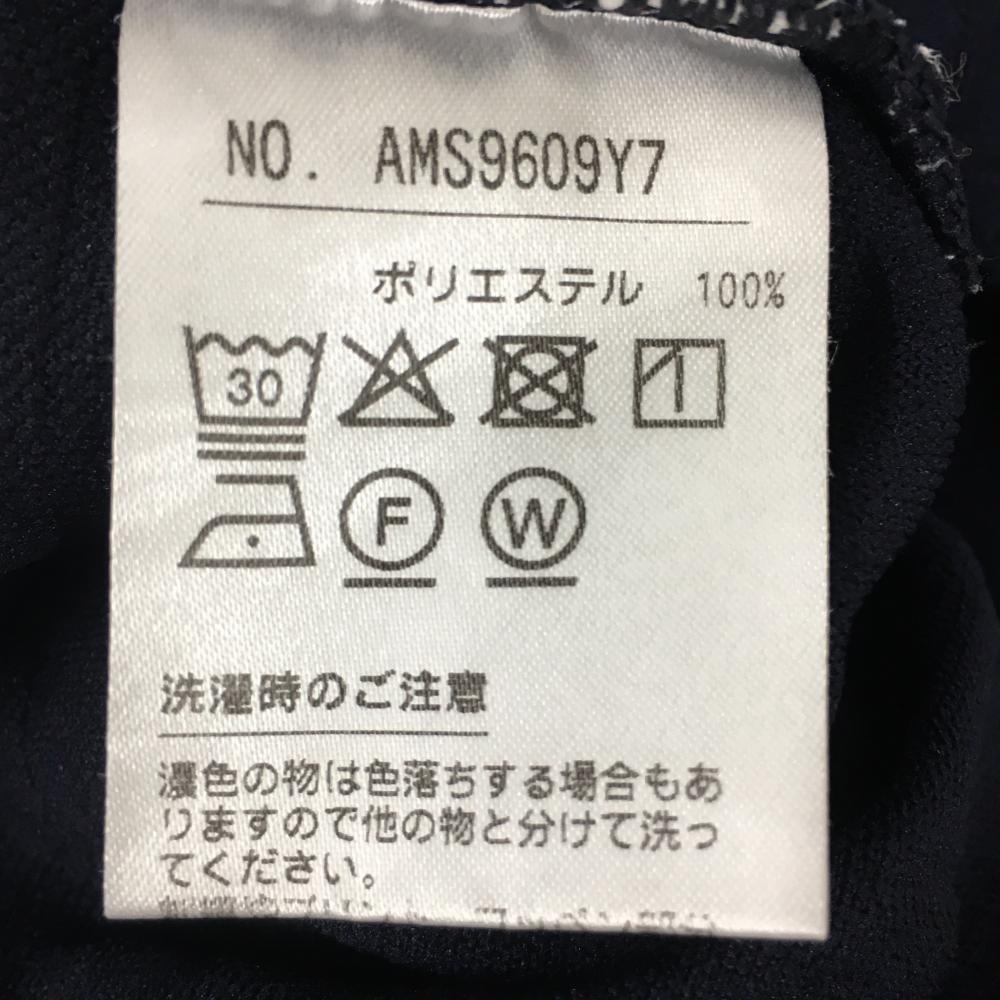 NO. AMS9609Y7
ポリエステル 100%
30
F W
洗濯時のご注意
濃色の物は色落ちする場合もあ
りますので他の物と分けて洗っ
てください。